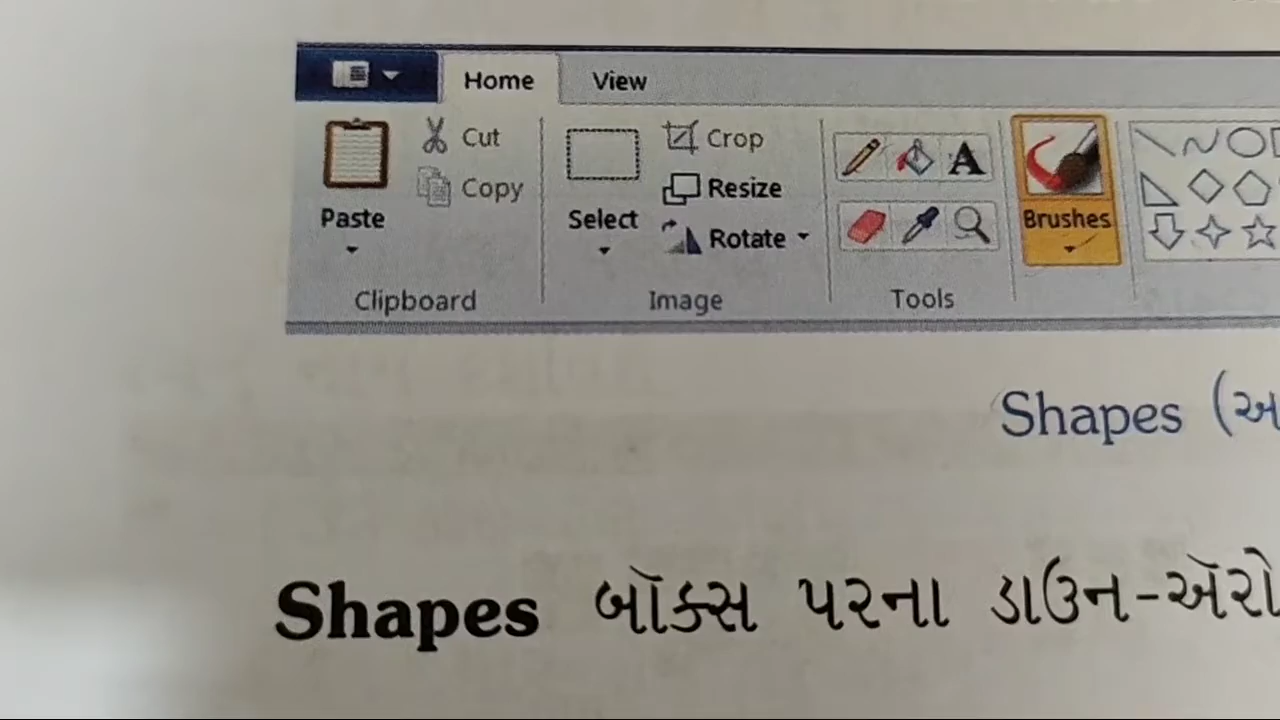 Home View
Cut
Crop
Copy
Resize
Paste
Select
Rotate
Brushes
Clipboard
Image
Tools
Shapes
Shapes બૉક્સ પરના ડાઉન-ઍરો